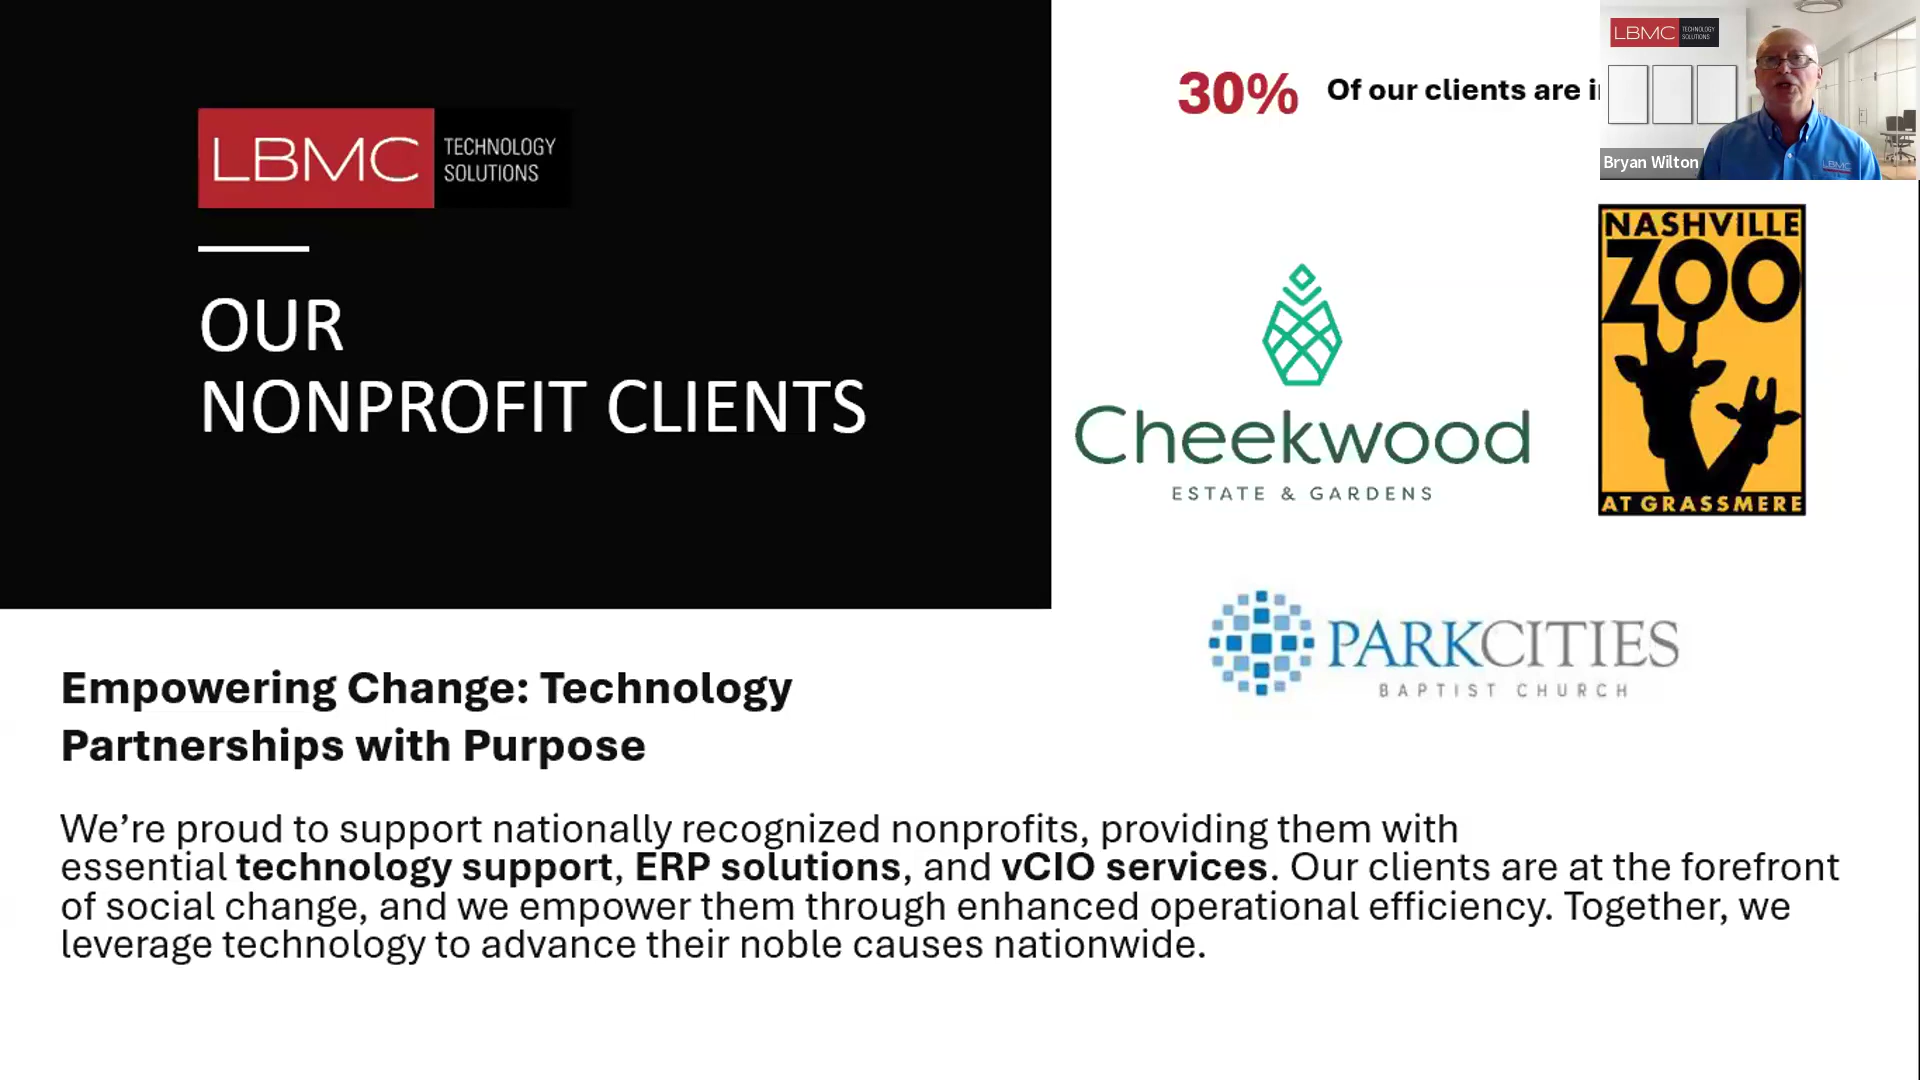 LBMC TECHNOLOGY
SOLUTIONS
OUR
NONPROFIT CLIENTS
30% Of our clients are
LBMC TECHNOLOGY
SOLUTIONS
Bryan Wilton
LBMC
NASHVILLE
ZOO
AT GRASSMERE
Cheekwood
ESTATE & GARDENS
PARKCITIES
BAPTIST CHURCH
Empowering Change: Technology
Partnerships with Purpose
We’re proud to support nationally recognized nonprofits, providing them with
essential technology support, ERP solutions, and vCIO services. Our clients are at the forefront
of social change, and we empower them through enhanced operational efficiency. Together, we
leverage technology to advance their noble causes nationwide.